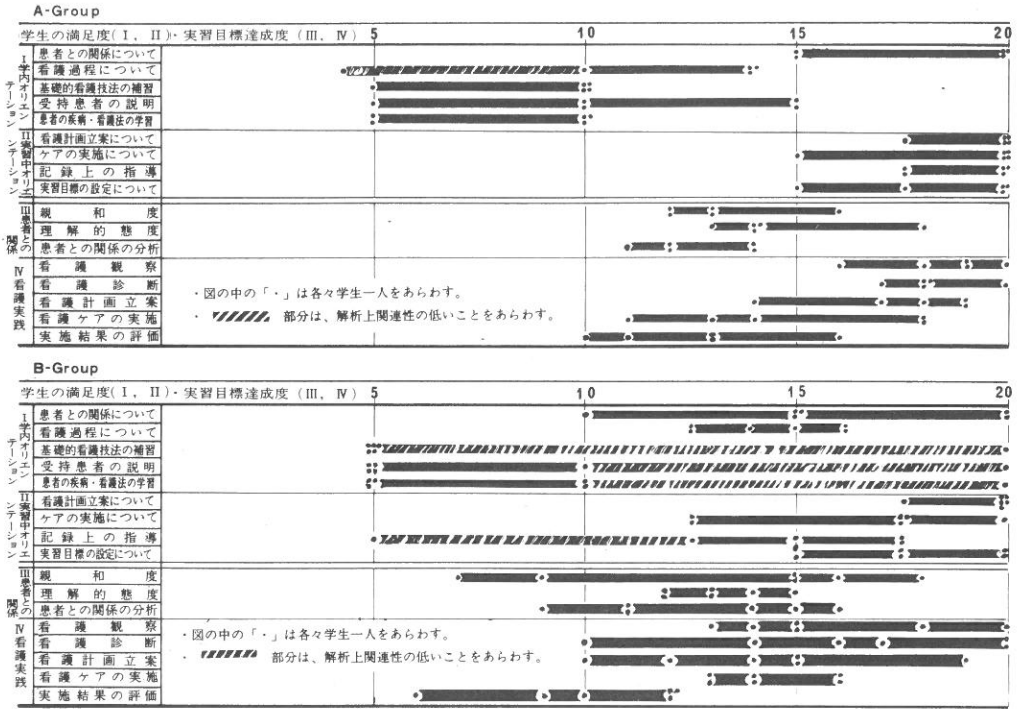 A-Group
学生の満足度(I, II)・実習目標達成度(III, IV) 5 10 15 20
I 学内オリエンテーション
患者との関係について
看護過程について
基礎的看護技法の補習
受持患者の説明
患者の疾病・看護法の学習
II 実習中オリエンテーション
看護計画立案について
ケアの実施について
記録上の指導
実習目標の設定について
III 患者との関係
親和度
理解的態度
患者との関係の分析
IV 看護実践
看護観察
看護診断
看護計画立案
看護ケアの実施
実施結果の評価
・図の中の「・」は各々学生一人をあらわす。
・ 部分は、解析上関連性の低いことをあらわす。
B-Group
学生の満足度(I, II)・実習目標達成度(III, IV) 5 10 15 20
I 学内オリエンテーション
患者との関係について
看護過程について
基礎的看護技法の補習
受持患者の説明
患者の疾病・看護法の学習
II 実習中オリエンテーション
看護計画立案について
ケアの実施について
記録上の指導
実習目標の設定について
III 患者との関係
親和度
理解的態度
患者との関係の分析
IV 看護実践
看護観察
看護診断
看護計画立案
看護ケアの実施
実施結果の評価
・図の中の「・」は各々学生一人をあらわす。
・ 部分は、解析上関連性の低いことをあらわす。